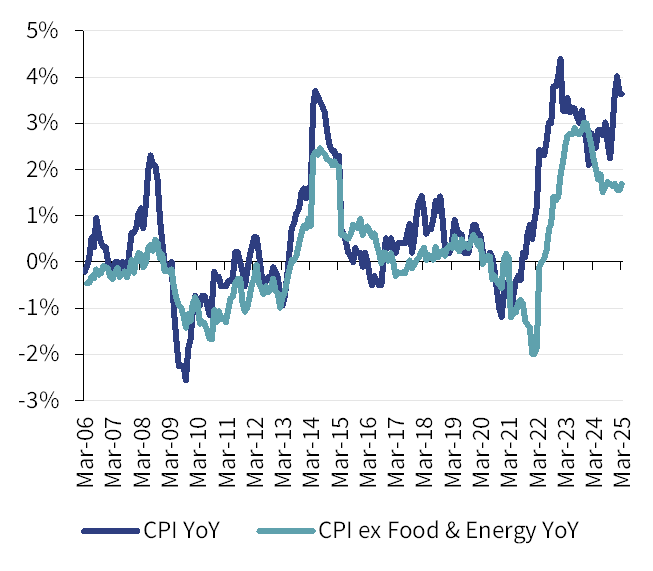 5%
4%
3%
2%
1%
0%
-1%
-2%
-3%
Mar-06
Mar-07
Mar-08
Mar-09
Mar-10
Mar-11
Mar-12
Mar-13
Mar-14
Mar-15
Mar-16
Mar-17
Mar-18
Mar-19
Mar-20
Mar-21
Mar-22
Mar-23
Mar-24
Mar-25
CPI YoY
CPI ex Food & Energy YoY